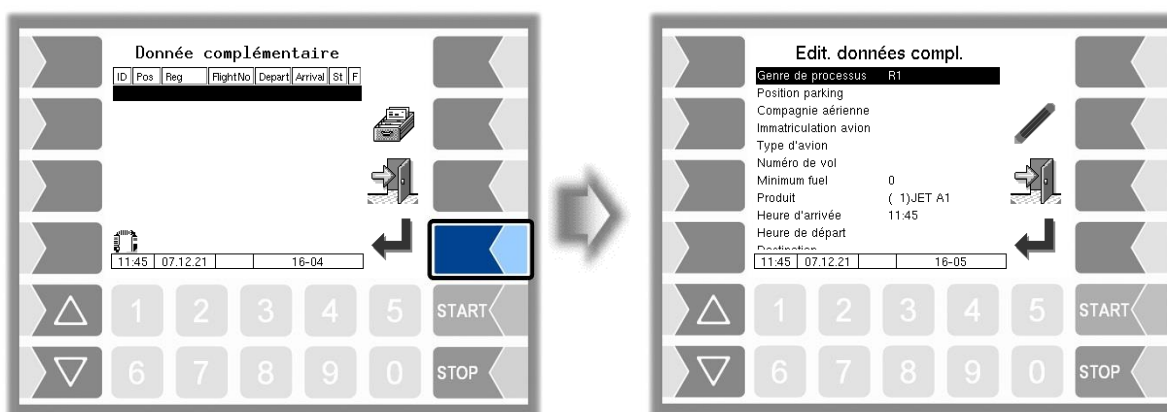 Donnée complémentaire
ID Pos Reg FlightNo Depart Arrival St F
11:45 07.12.21 16-04
1 2 3 4 5 START
6 7 8 9 0 STOP
Edit. données compl.
Genre de processus R1
Position parking
Compagnie aérienne
Immatriculation avion
Type d'avion
Numéro de vol
Minimum fuel 0
Produit ( 1)JET A1
Heure d'arrivée 11:45
Heure de départ
Destination
11:45 07.12.21 16-05
1 2 3 4 5 START
6 7 8 9 0 STOP